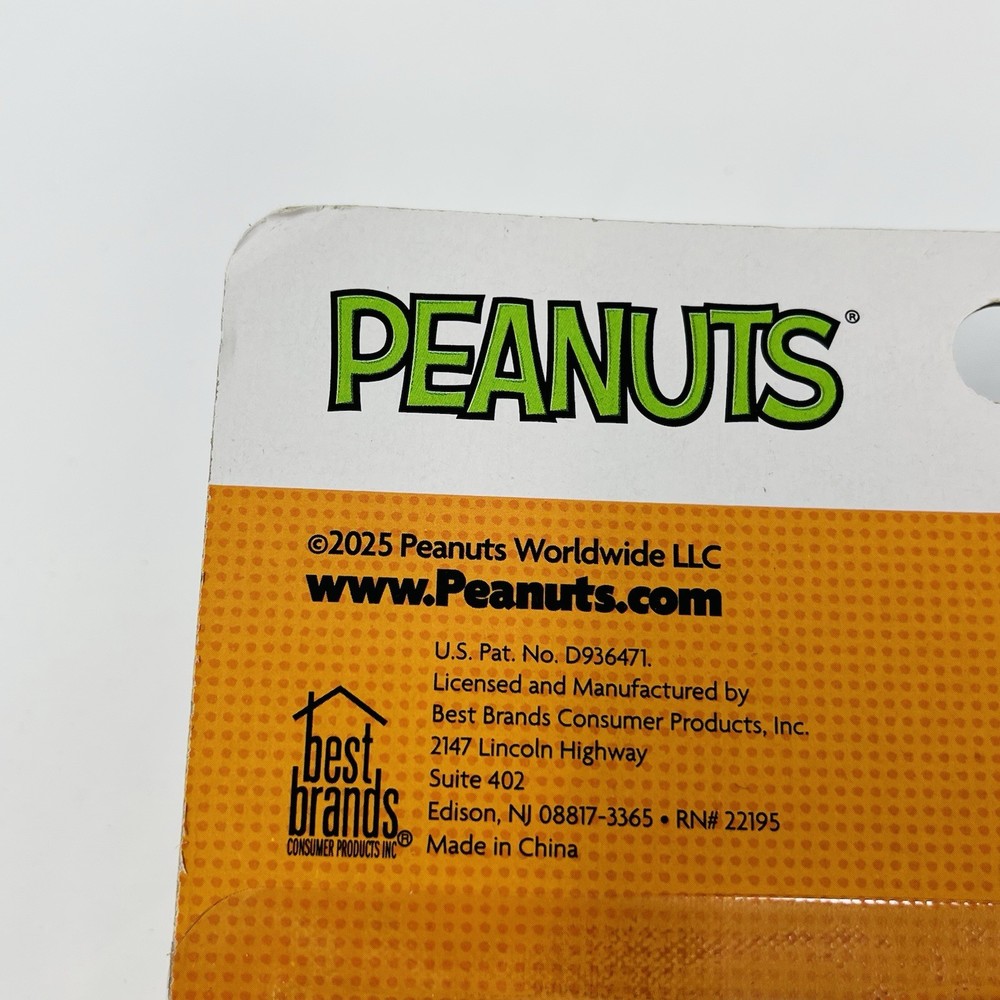 PEANUTS®
©2025 Peanuts Worldwide LLC
www.Peanuts.com
U.S. Pat. No. D936471.
Licensed and Manufactured by
Best Brands Consumer Products, Inc.
2147 Lincoln Highway
Suite 402
Edison, NJ 08817-3365 • RN# 22195
Made in China
best
brands®
CONSUMER PRODUCTS INC